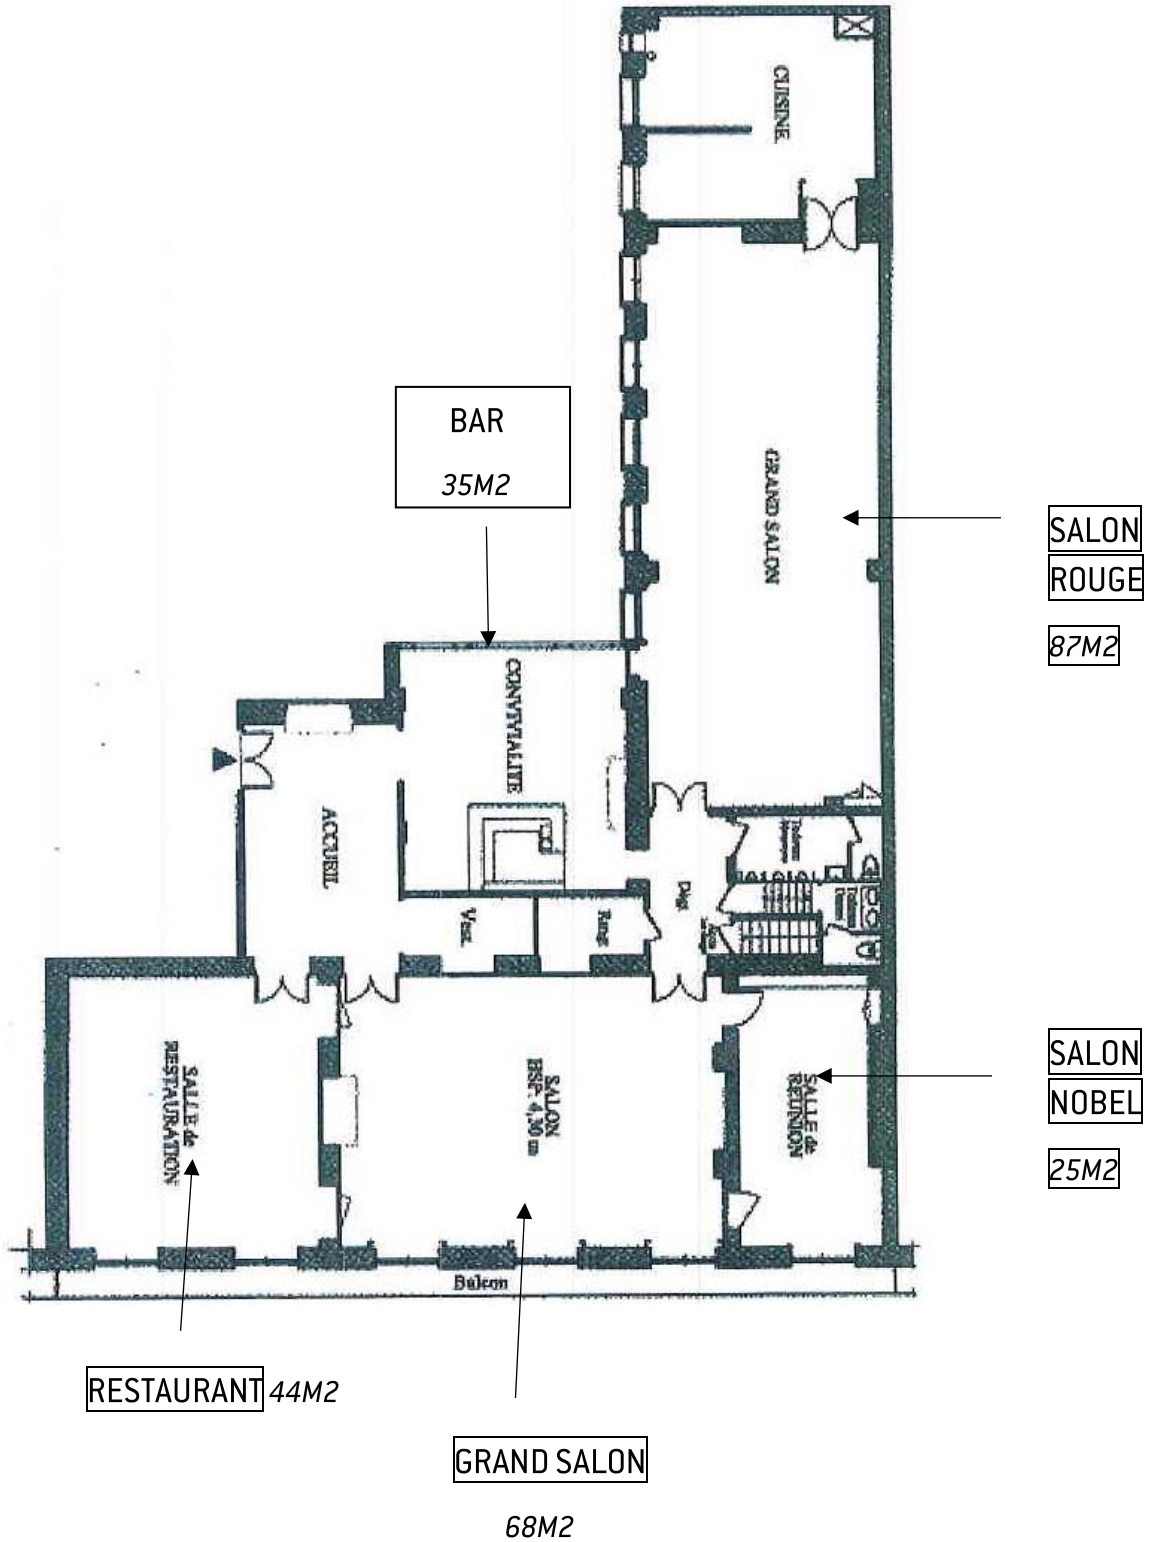 CUISINE.
BAR
35M2
GRAND SALON
SALON
ROUGE
87M2
CONVIVIALITE
ACCUEIL
Vest.
Rang.
Dégt.
SALON
NOBEL
25M2
SALLE de
RESTAURATION
SALON
HSP. 4,30 m
SALLE de
REUNION
Balcon
RESTAURANT 44M2
GRAND SALON
68M2